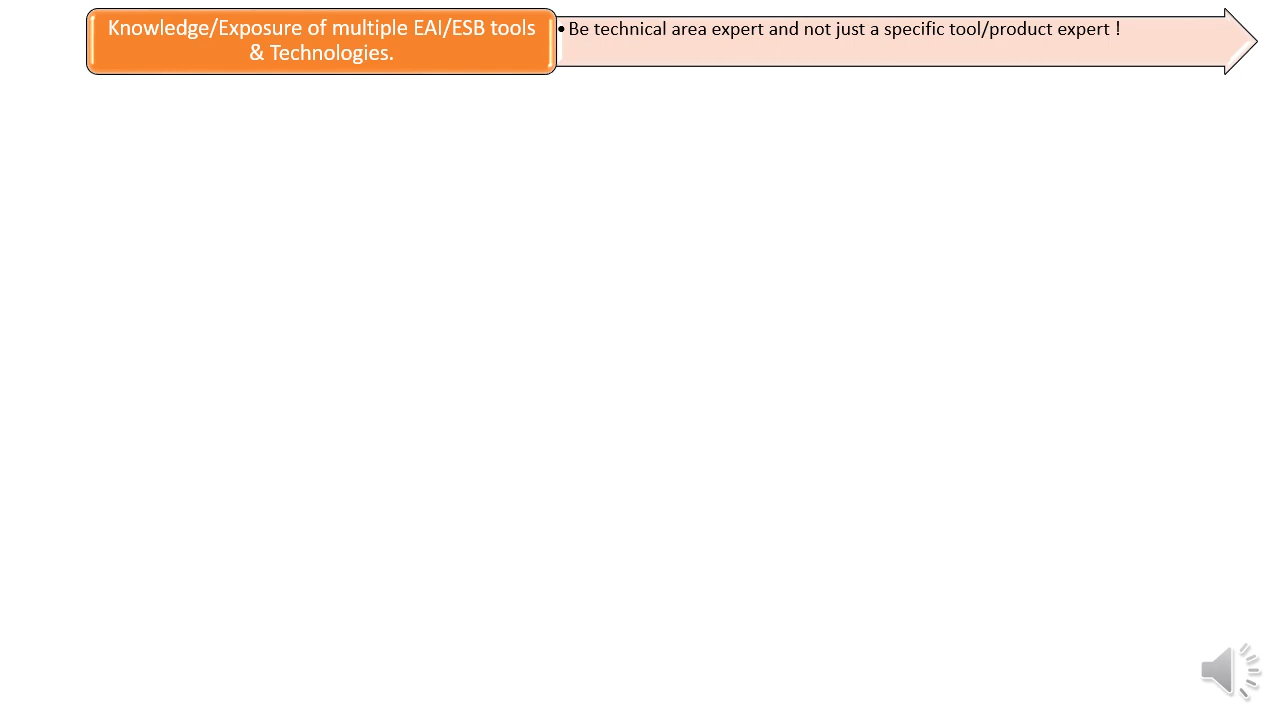 Knowledge/Exposure of multiple EAI/ESB tools
& Technologies.
• Be technical area expert and not just a specific tool/product expert !